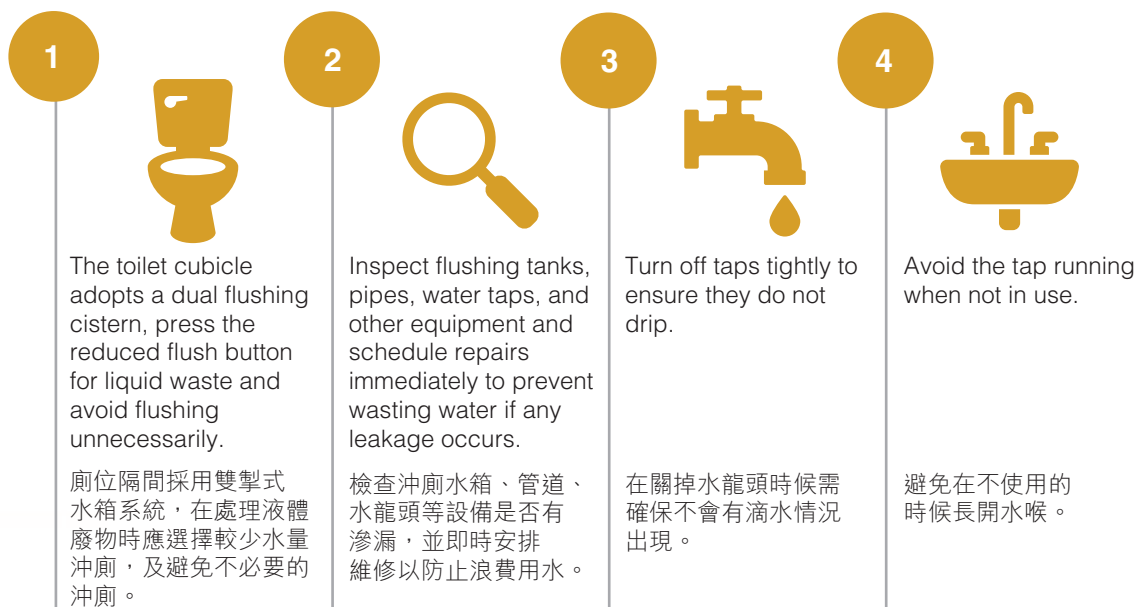 1
The toilet cubicle
adopts a dual flushing
cistern, press the
reduced flush button
for liquid waste and
avoid flushing
unnecessarily.
廁位隔間採用雙掣式
水箱系統，在處理液體
廢物時應選擇較少水量
沖廁，及避免不必要的
沖廁。
2
Inspect flushing tanks,
pipes, water taps, and
other equipment and
schedule repairs
immediately to prevent
wasting water if any
leakage occurs.
檢查沖廁水箱、管道、
水龍頭等設備是否有
滲漏，並即時安排
維修以防止浪費用水。
3
Turn off taps tightly to
ensure they do not
drip.
在關掉水龍頭時候需
確保不會有滴水情況
出現。
4
Avoid the tap running
when not in use.
避免在不使用的
時候長開水喉。